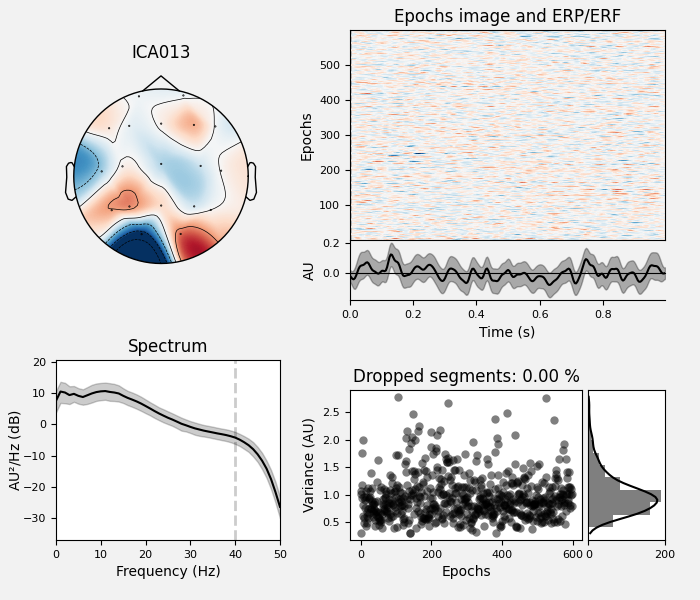 ICA013
Epochs image and ERP/ERF
Epochs
500
400
300
200
100
AU
0.2
0.0
0.0 0.2 0.4 0.6 0.8
Time (s)
Spectrum
AU²/Hz (dB)
20
10
0
−10
−20
−30
0 10 20 30 40 50
Frequency (Hz)
Dropped segments: 0.00 %
Variance (AU)
2.5
2.0
1.5
1.0
0.5
0 200 400 600
Epochs
0 200